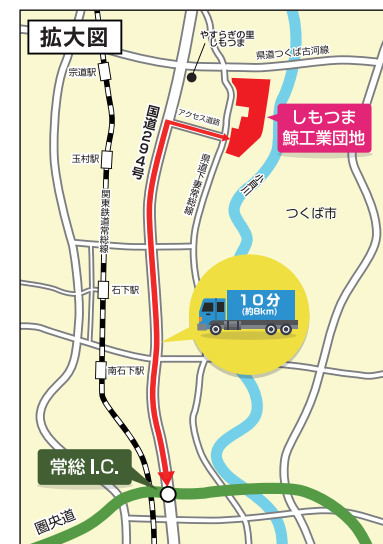 拡大図
やすらぎの里
しもつま
県道つくば古河線
宗道駅
アクセス道路
しもつま
鯨工業団地
国道294号
玉村駅
県道下妻常総線
小貝川
関東鉄道常総線
つくば市
石下駅
10分
(約8km)
南石下駅
常総I.C.
圏央道